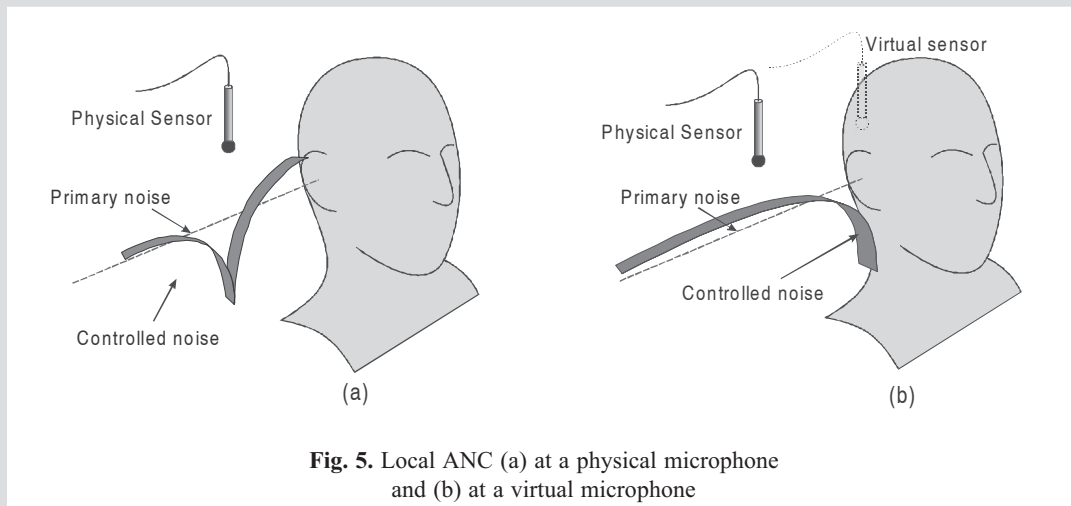 Physical Sensor
Primary noise
Controlled noise
(a)
Virtual sensor
Physical Sensor
Primary noise
Controlled noise
(b)
Fig. 5. Local ANC (a) at a physical microphone
and (b) at a virtual microphone